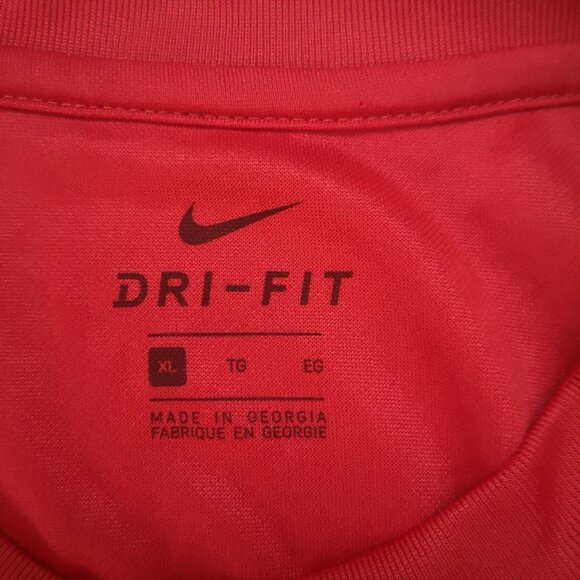 DRI-FIT
XL TG EG
MADE IN GEORGIA
FABRIQUE EN GEORGIE